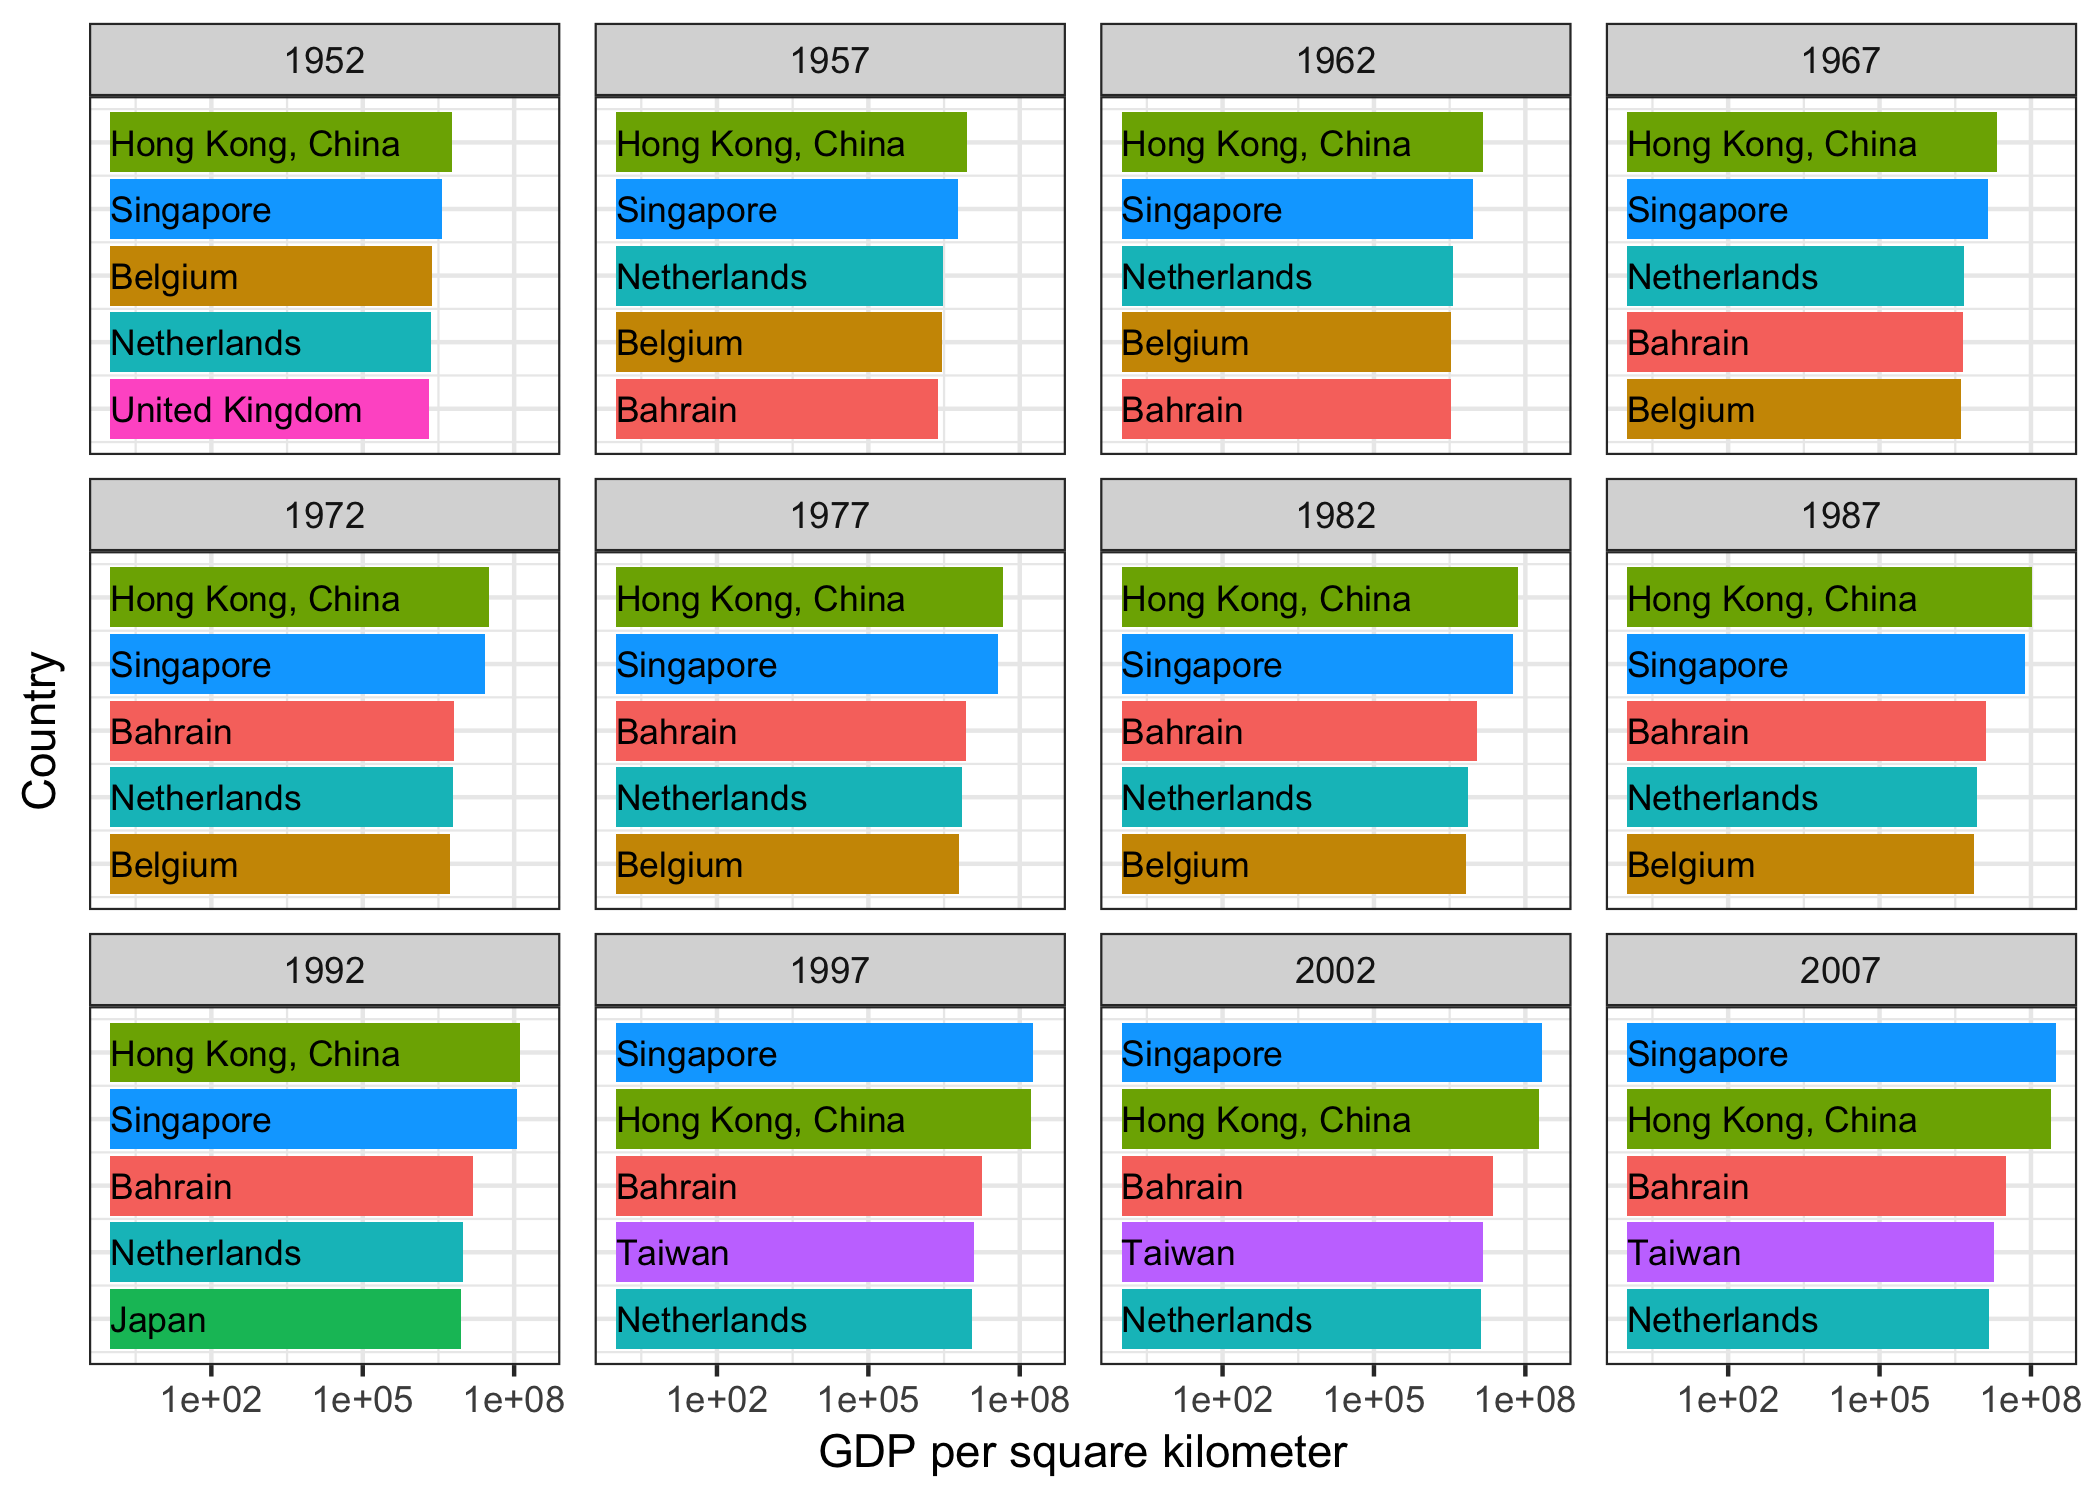 1952
1957
1962
1967
Hong Kong, China
Singapore
Belgium
Netherlands
United Kingdom
Hong Kong, China
Singapore
Netherlands
Belgium
Bahrain
Hong Kong, China
Singapore
Netherlands
Belgium
Bahrain
Hong Kong, China
Singapore
Netherlands
Bahrain
Belgium
1972
1977
1982
1987
Hong Kong, China
Singapore
Bahrain
Netherlands
Belgium
Hong Kong, China
Singapore
Bahrain
Netherlands
Belgium
Hong Kong, China
Singapore
Bahrain
Netherlands
Belgium
Hong Kong, China
Singapore
Bahrain
Netherlands
Belgium
1992
1997
2002
2007
Hong Kong, China
Singapore
Bahrain
Netherlands
Japan
Singapore
Hong Kong, China
Bahrain
Taiwan
Netherlands
Singapore
Hong Kong, China
Bahrain
Taiwan
Netherlands
Singapore
Hong Kong, China
Bahrain
Taiwan
Netherlands
1e+02 1e+05 1e+08
1e+02 1e+05 1e+08
1e+02 1e+05 1e+08
1e+02 1e+05 1e+08
GDP per square kilometer
Country